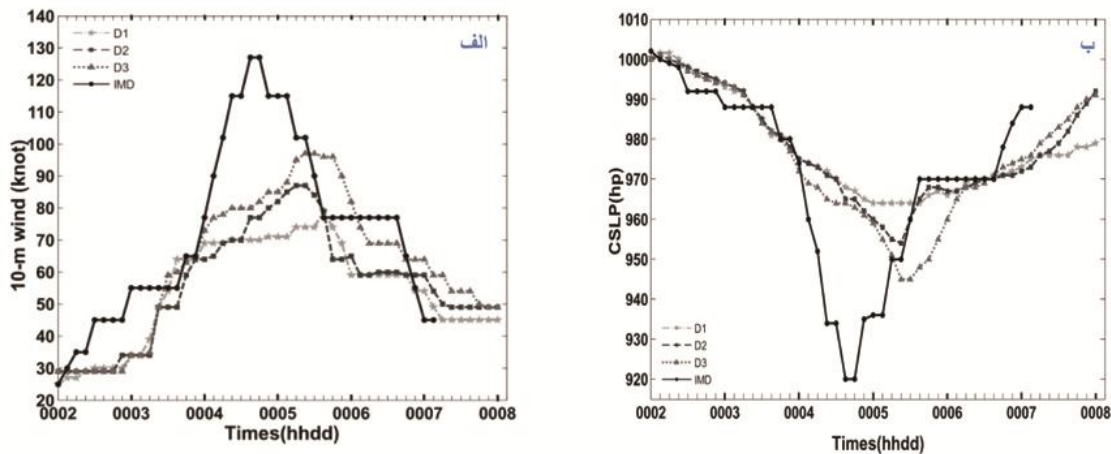 الف
D1
D2
D3
IMD
10-m wind (knot)
140
130
120
110
100
90
80
70
60
50
40
30
20
0002 0003 0004 0005 0006 0007 0008
Times(hhdd)
ب
CSLP(hp)
1010
1000
990
980
970
960
950
940
930
920
D1
D2
D3
IMD
0002 0003 0004 0005 0006 0007 0008
Times(hhdd)